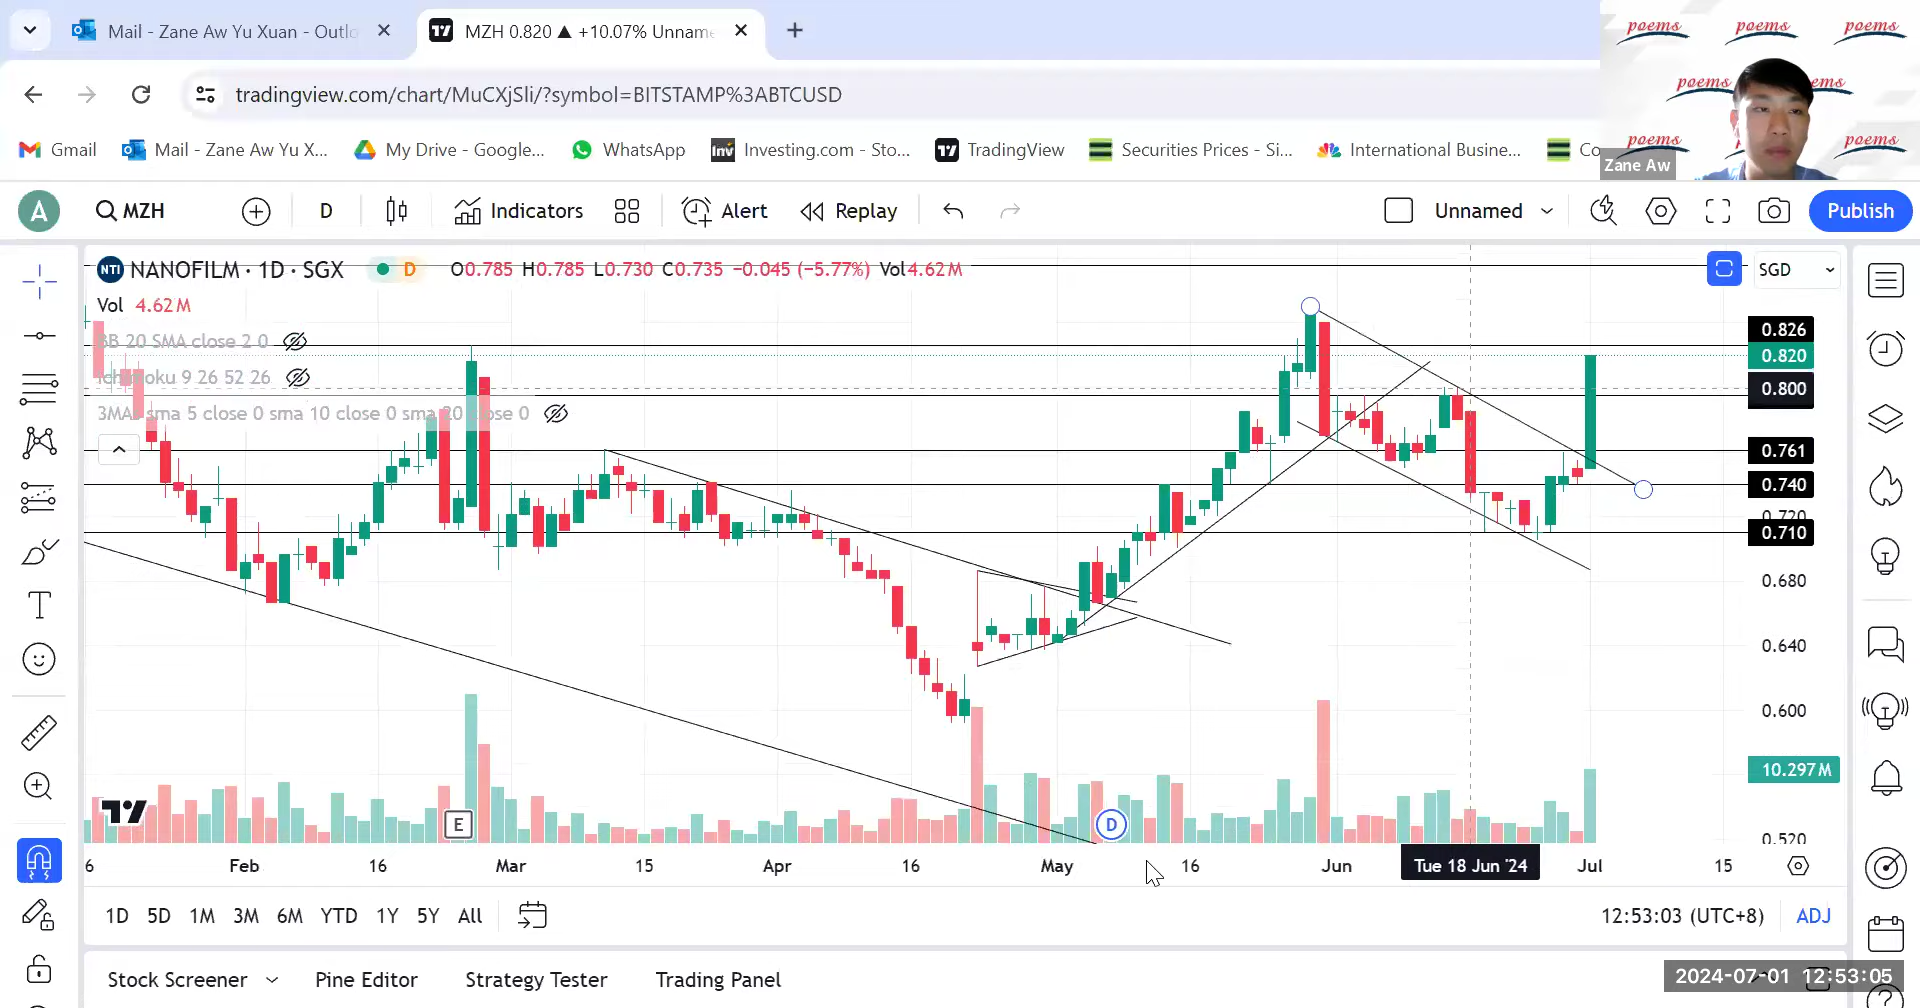 Mail - Zane Aw Yu Xuan - Outlo
MZH 0.820 ▲ +10.07% Unname
tradingview.com/chart/MuCXjSli/?symbol=BITSTAMP%3ABTCUSD
poems poems poems
poems poems
poems poems
Zane Aw
Gmail
Mail - Zane Aw Yu X...
My Drive - Google...
WhatsApp
Inv Investing.com - Sto...
TradingView
Securities Prices - Si...
International Busine...
Co
A
MZH
D
Indicators
Alert
Replay
Unnamed
Publish
NTI NANOFILM · 1D · SGX D O0.785 H0.785 L0.730 C0.735 −0.045 (−5.77%) Vol4.62M
SGD
Vol 4.62M
BB 20 SMA close 2 0
Ichimoku 9 26 52 26
sma 5 close 0 sma 10 close 0 sma 20 close 0
0.826
0.820
0.800
0.761
0.740
0.720
0.710
0.680
0.640
0.600
10.297M
0.520
E
D
6 Feb 16 Mar 15 Apr 16 May 16 Jun Tue 18 Jun '24 Jul 15
1D 5D 1M 3M 6M YTD 1Y 5Y All
12:53:03 (UTC+8) ADJ
Stock Screener Pine Editor Strategy Tester Trading Panel
2024-07-01 12:53:05